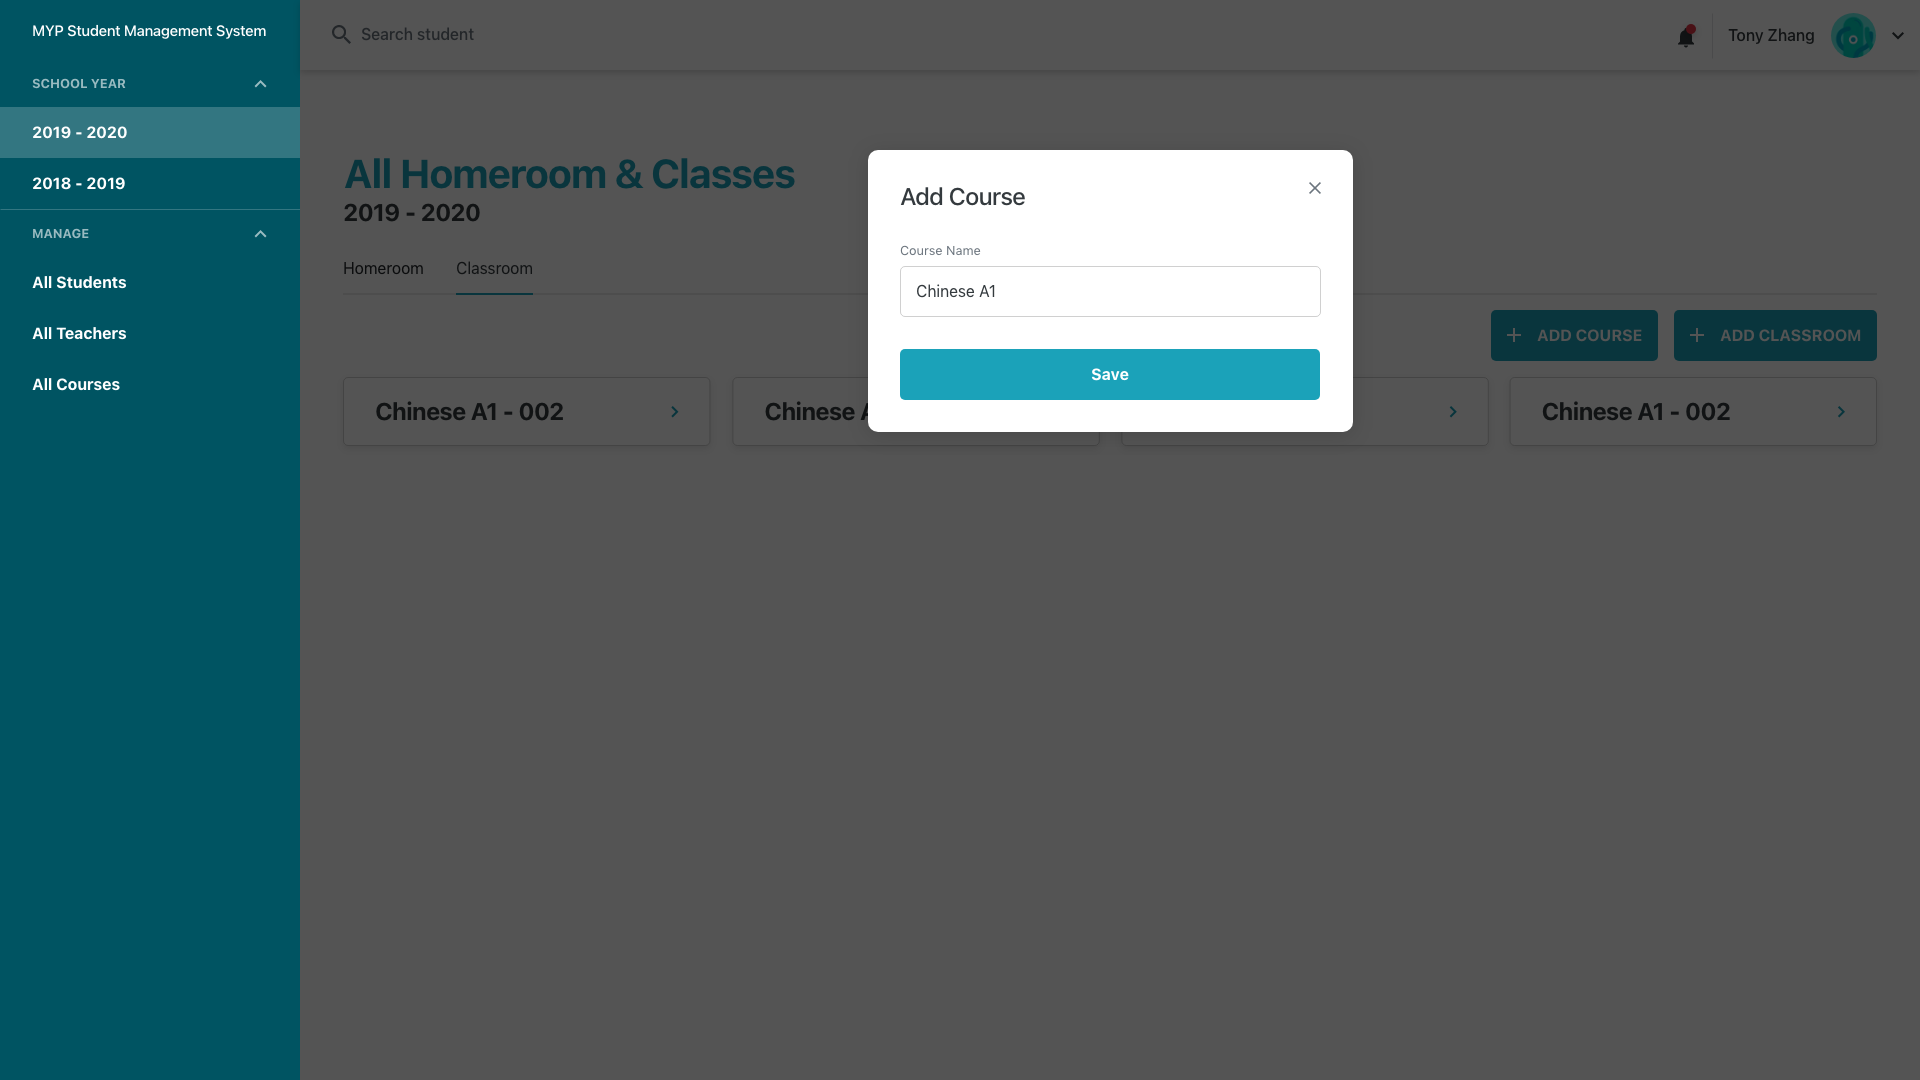 MYP Student Management System
SCHOOL YEAR
2019 - 2020
2018 - 2019
MANAGE
All Students
All Teachers
All Courses
Search student
Tony Zhang
All Homeroom & Classes
2019 - 2020
Homeroom
Classroom
ADD COURSE
ADD CLASSROOM
Chinese A1 - 002
Chinese
Chinese A1 - 002
Add Course
Course Name
Chinese A1
Save